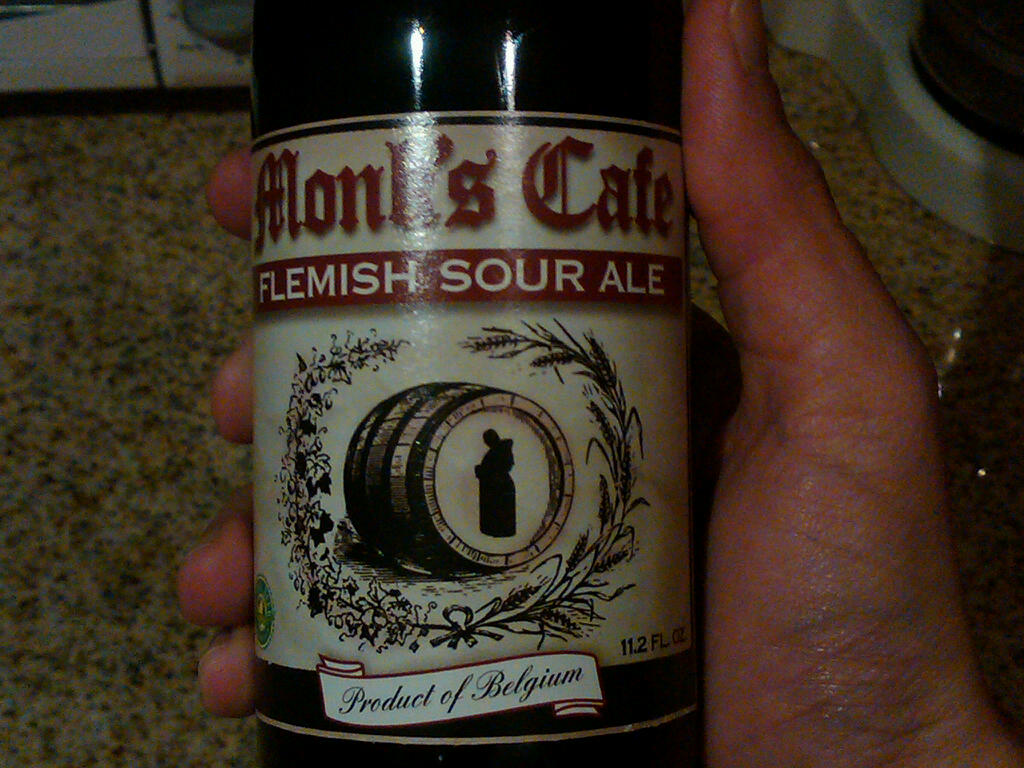 Monk's Cafe
FLEMISH SOUR ALE
11.2 FL. OZ.
Product of Belgium